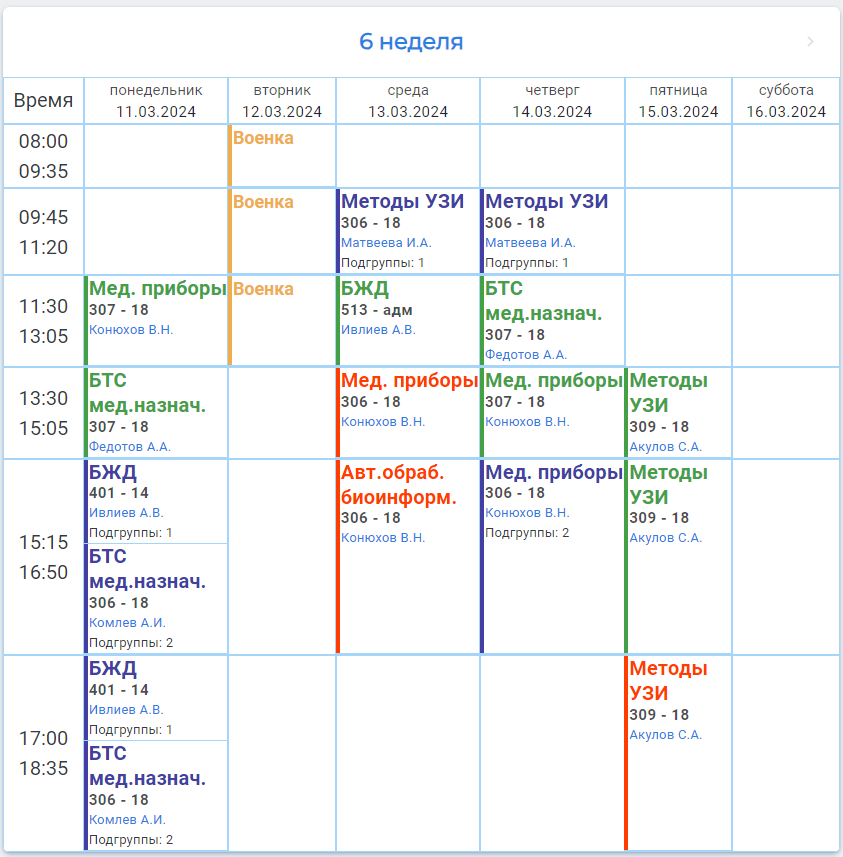 6 неделя
Время
понедельник
11.03.2024
вторник
12.03.2024
среда
13.03.2024
четверг
14.03.2024
пятница
15.03.2024
суббота
16.03.2024
08:00
09:35
Военка
09:45
11:20
Военка
Методы УЗИ
306 - 18
Матвеева И.А.
Подгруппы: 1
Методы УЗИ
306 - 18
Матвеева И.А.
Подгруппы: 1
11:30
13:05
Мед. приборы
307 - 18
Конюхов В.Н.
Военка
БЖД
513 - адм
Ивлиев А.В.
БТС
мед.назнач.
307 - 18
Федотов А.А.
13:30
15:05
БТС
мед.назнач.
307 - 18
Федотов А.А.
Мед. приборы
306 - 18
Конюхов В.Н.
Мед. приборы
307 - 18
Конюхов В.Н.
Методы
УЗИ
309 - 18
Акулов С.А.
15:15
16:50
БЖД
401 - 14
Ивлиев А.В.
Подгруппы: 1
БТС
мед.назнач.
306 - 18
Комлев А.И.
Подгруппы: 2
Авт.обраб.
биоинформ.
306 - 18
Конюхов В.Н.
Мед. приборы
306 - 18
Конюхов В.Н.
Подгруппы: 2
Методы
УЗИ
309 - 18
Акулов С.А.
17:00
18:35
БЖД
401 - 14
Ивлиев А.В.
Подгруппы: 1
БТС
мед.назнач.
306 - 18
Комлев А.И.
Подгруппы: 2
Методы
УЗИ
309 - 18
Акулов С.А.